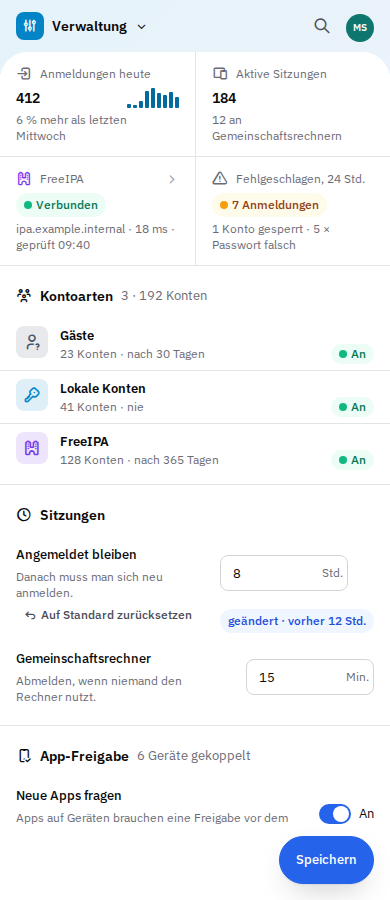 Verwaltung
MS
Anmeldungen heute
412
6 % mehr als letzten
Mittwoch
Aktive Sitzungen
184
12 an
Gemeinschaftsrechnern
FreeIPA
Verbunden
ipa.example.internal · 18 ms ·
geprüft 09:40
Fehlgeschlagen, 24 Std.
7 Anmeldungen
1 Konto gesperrt · 5 ×
Passwort falsch
Kontoarten 3 · 192 Konten
Gäste
23 Konten · nach 30 Tagen
An
Lokale Konten
41 Konten · nie
An
FreeIPA
128 Konten · nach 365 Tagen
An
Sitzungen
Angemeldet bleiben
Danach muss man sich neu
anmelden.
8 Std.
Auf Standard zurücksetzen
geändert · vorher 12 Std.
Gemeinschaftsrechner
Abmelden, wenn niemand den
Rechner nutzt.
15 Min.
App-Freigabe 6 Geräte gekoppelt
Neue Apps fragen
Apps auf Geräten brauchen eine Freigabe vor dem
An
Speichern